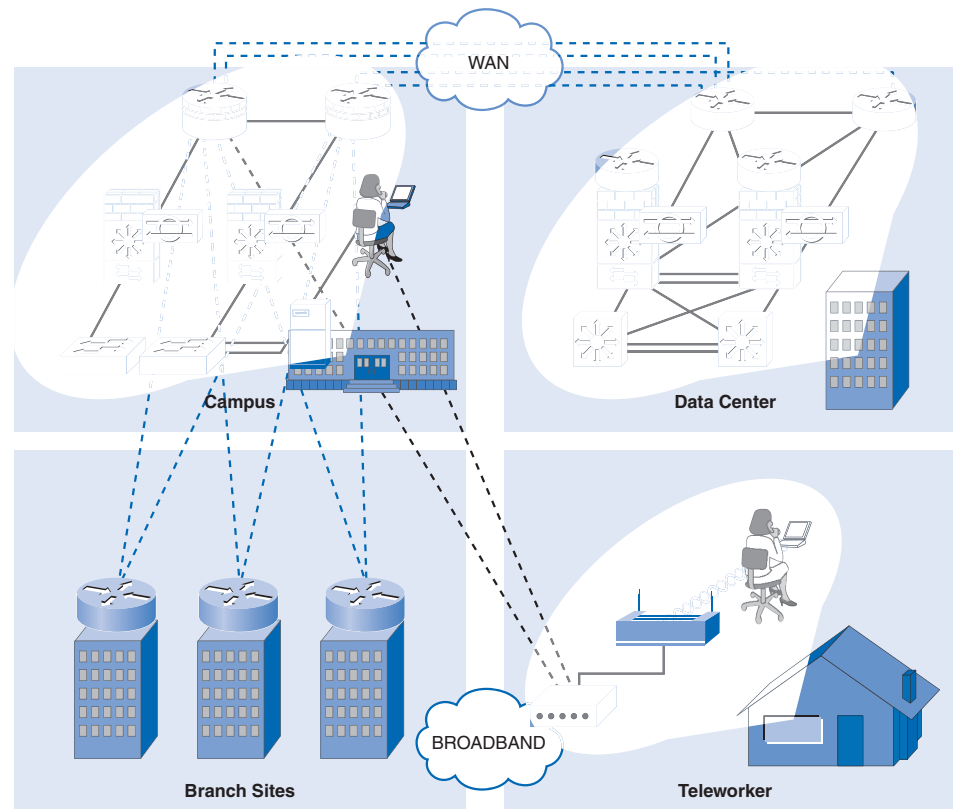 WAN
Campus
Data Center
BROADBAND
Branch Sites
Teleworker